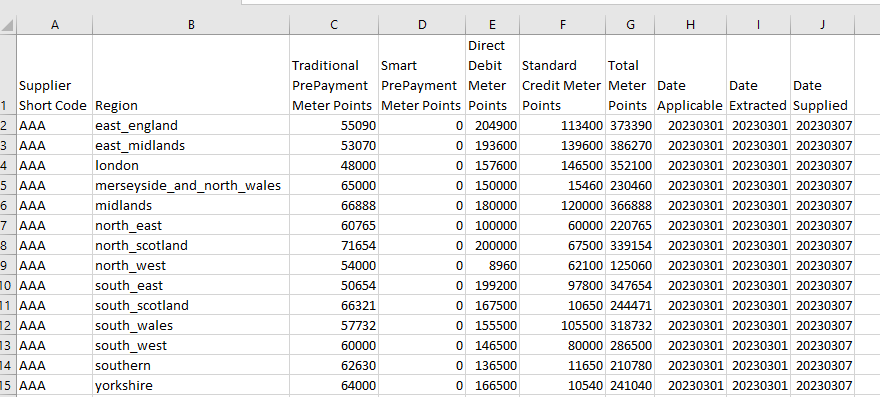 A B C D E F G H I J
1 Supplier Short Code Region Traditional PrePayment Meter Points Smart PrePayment Meter Points Direct Debit Meter Points Standard Credit Meter Points Total Meter Points Date Applicable Date Extracted Date Supplied
2 AAA east_england 55090 0 204900 113400 373390 20230301 20230301 20230307
3 AAA east_midlands 53070 0 193600 139600 386270 20230301 20230301 20230307
4 AAA london 48000 0 157600 146500 352100 20230301 20230301 20230307
5 AAA merseyside_and_north_wales 65000 0 150000 15460 230460 20230301 20230301 20230307
6 AAA midlands 66888 0 180000 120000 366888 20230301 20230301 20230307
7 AAA north_east 60765 0 100000 60000 220765 20230301 20230301 20230307
8 AAA north_scotland 71654 0 200000 67500 339154 20230301 20230301 20230307
9 AAA north_west 54000 0 8960 62100 125060 20230301 20230301 20230307
10 AAA south_east 50654 0 199200 97800 347654 20230301 20230301 20230307
11 AAA south_scotland 66321 0 167500 10650 244471 20230301 20230301 20230307
12 AAA south_wales 57732 0 155500 105500 318732 20230301 20230301 20230307
13 AAA south_west 60000 0 146500 80000 286500 20230301 20230301 20230307
14 AAA southern 62630 0 136500 11650 210780 20230301 20230301 20230307
15 AAA yorkshire 64000 0 166500 10540 241040 20230301 20230301 20230307